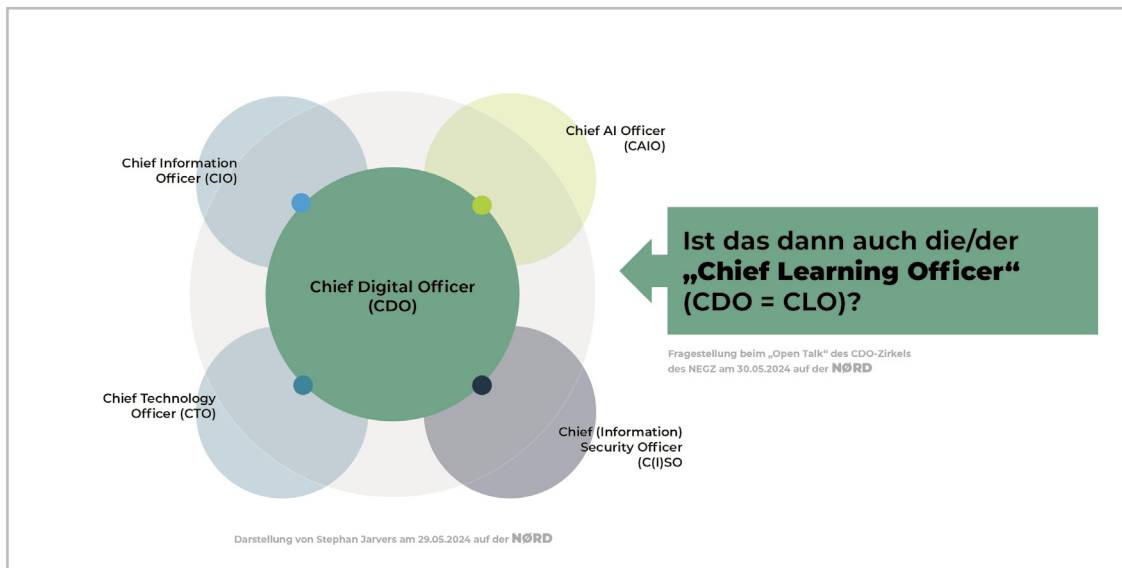 Chief Information
Officer (CIO)
Chief AI Officer
(CAIO)
Chief Digital Officer
(CDO)
Chief Technology
Officer (CTO)
Chief (Information)
Security Officer
(C(I)SO
Ist das dann auch die/der
„Chief Learning Officer“
(CDO = CLO)?
Fragestellung beim „Open Talk“ des CDO-Zirkels
des NEGZ am 30.05.2024 auf der NØRD
Darstellung von Stephan Jarvers am 29.05.2024 auf der NØRD